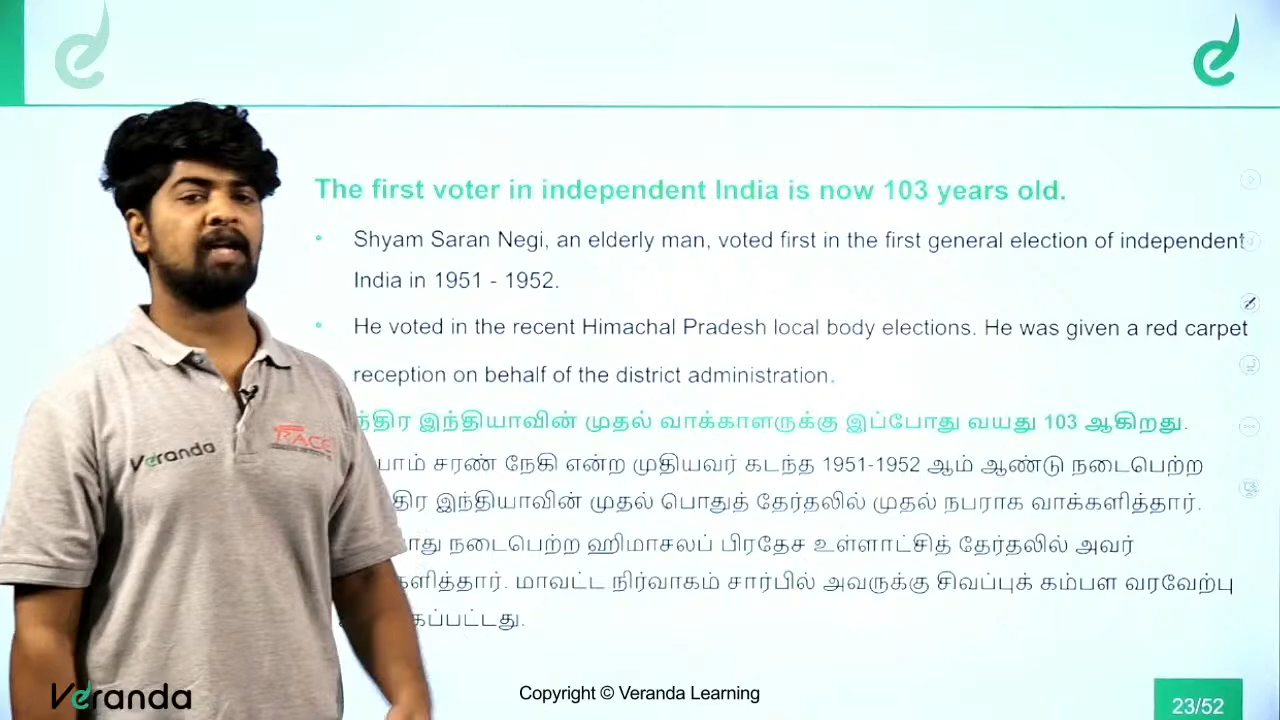 The first voter in independent India is now 103 years old.
Shyam Saran Negi, an elderly man, voted first in the first general election of independent
India in 1951 - 1952.
He voted in the recent Himachal Pradesh local body elections. He was given a red carpet
reception on behalf of the district administration.
இந்தியாவின் முதல் வாக்காளருக்கு இப்போது வயது 103 ஆகிறது.
சரண் நேகி என்ற முதியவர் கடந்த 1951-1952 ஆம் ஆண்டு நடைபெற்ற
இந்தியாவின் முதல் பொதுத் தேர்தலில் முதல் நபராக வாக்களித்தார்.
நடைபெற்ற ஹிமாசலப் பிரதேச உள்ளாட்சித் தேர்தலில் அவர்
மாவட்ட நிர்வாகம் சார்பில் அவருக்கு சிவப்புக் கம்பள வரவேற்பு
Veranda
RACE
Veranda
Copyright © Veranda Learning
23/52